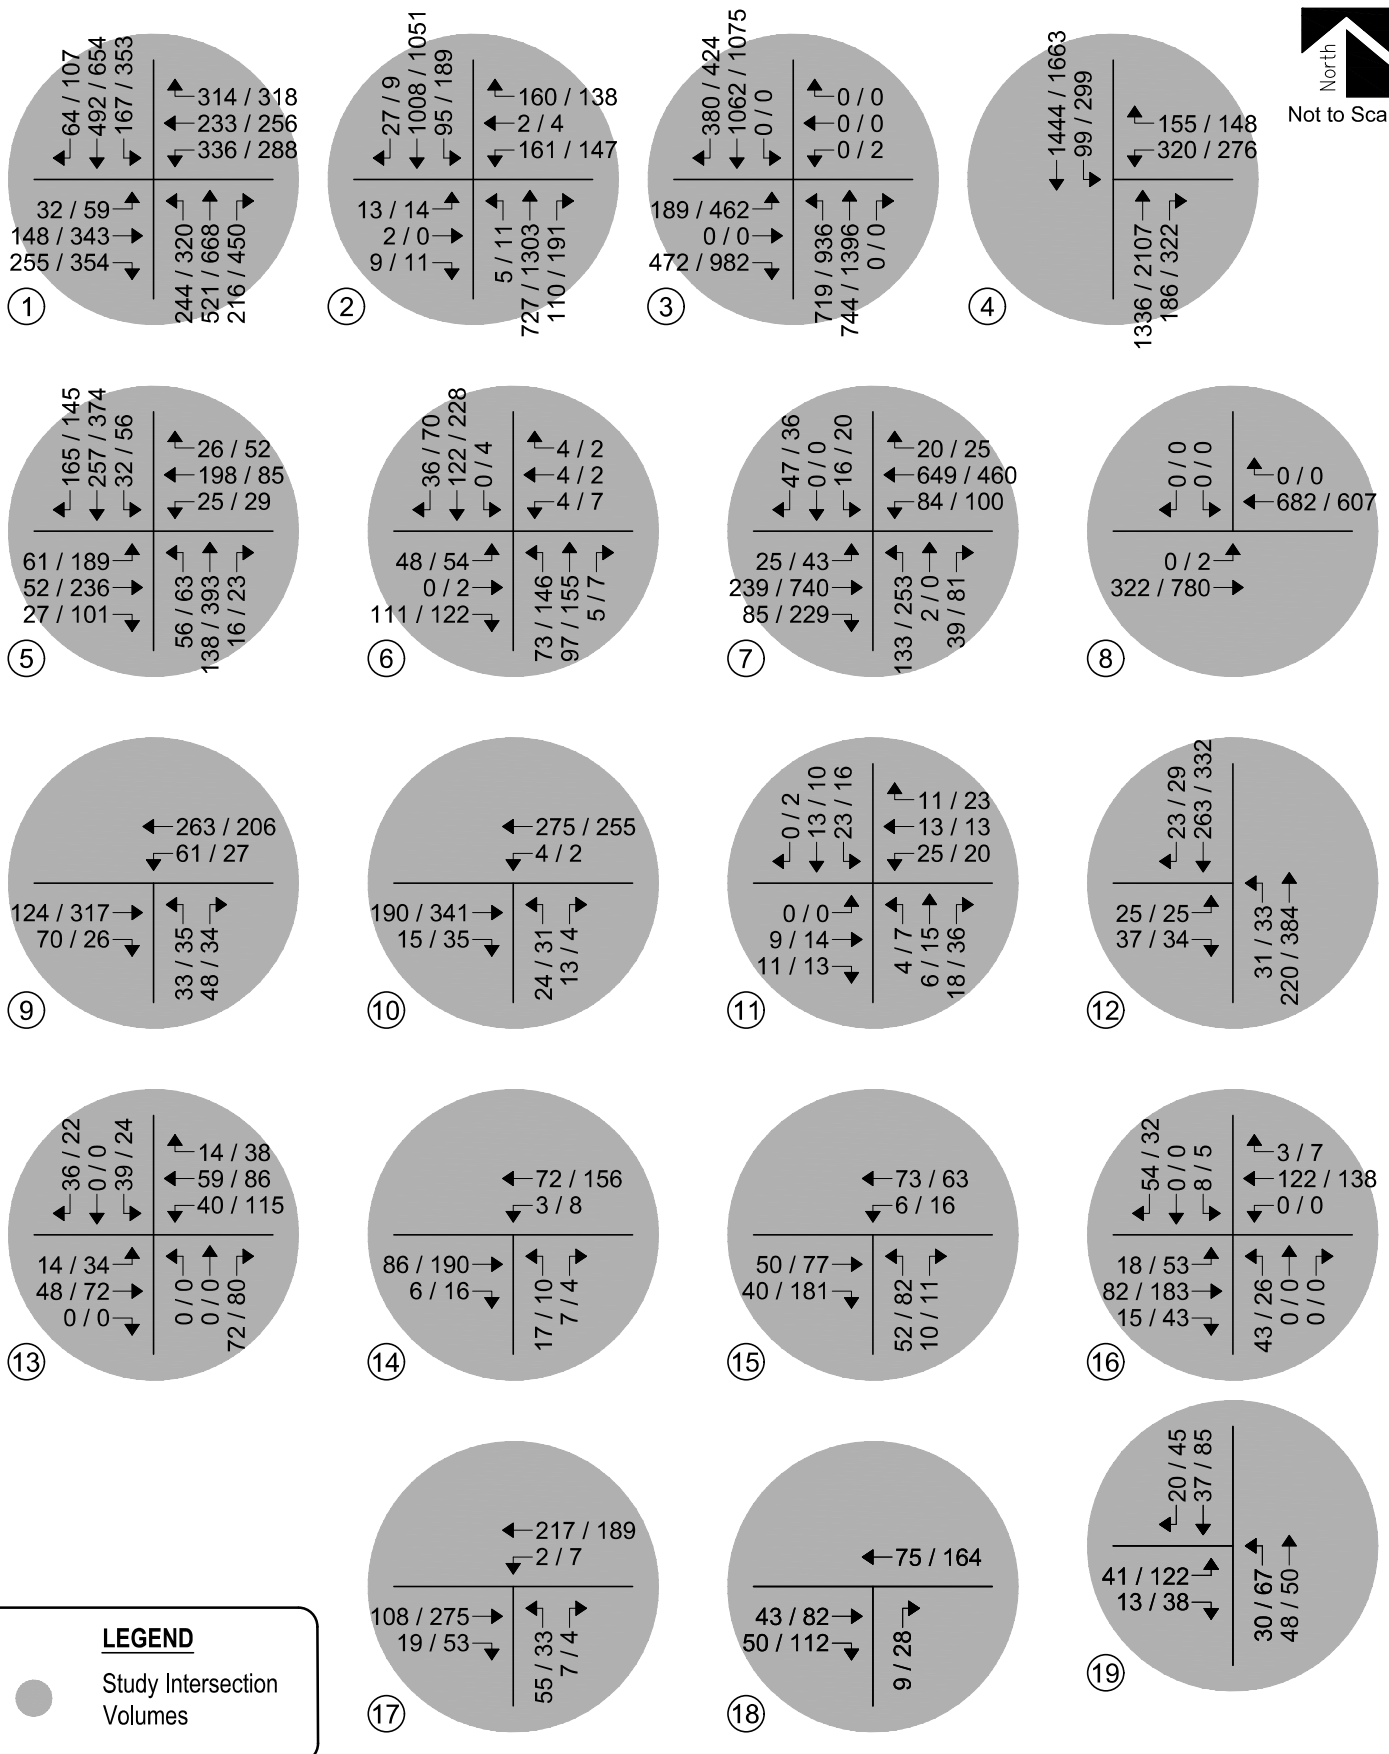 North
Not to Sca
64 / 107
492 / 654
167 / 353
314 / 318
233 / 256
336 / 288
32 / 59
148 / 343
255 / 354
244 / 320
521 / 668
216 / 450
1
27 / 9
1008 / 1051
95 / 189
160 / 138
2 / 4
161 / 147
13 / 14
2 / 0
9 / 11
5 / 11
727 / 1303
110 / 191
2
380 / 424
1062 / 1075
0 / 0
0 / 0
0 / 0
0 / 2
189 / 462
0 / 0
472 / 982
719 / 936
744 / 1396
0 / 0
3
1444 / 1663
99 / 299
155 / 148
320 / 276
1336 / 2107
186 / 322
4
165 / 145
257 / 374
32 / 56
26 / 52
198 / 85
25 / 29
61 / 189
52 / 236
27 / 101
56 / 63
138 / 393
16 / 23
5
36 / 70
122 / 228
0 / 4
4 / 2
4 / 2
4 / 7
48 / 54
0 / 2
111 / 122
73 / 146
97 / 155
5 / 7
6
47 / 36
0 / 0
16 / 20
20 / 25
649 / 460
84 / 100
25 / 43
239 / 740
85 / 229
133 / 253
2 / 0
39 / 81
7
0 / 0
0 / 0
0 / 0
682 / 607
0 / 2
322 / 780
8
263 / 206
61 / 27
124 / 317
70 / 26
33 / 35
48 / 34
9
275 / 255
4 / 2
190 / 341
15 / 35
24 / 31
13 / 4
10
0 / 2
13 / 10
23 / 16
11 / 23
13 / 13
25 / 20
0 / 0
9 / 14
11 / 13
4 / 7
6 / 15
18 / 36
11
23 / 29
263 / 332
25 / 25
37 / 34
31 / 33
220 / 384
12
36 / 22
0 / 0
39 / 24
14 / 38
59 / 86
40 / 115
14 / 34
48 / 72
0 / 0
0 / 0
0 / 0
72 / 80
13
72 / 156
3 / 8
86 / 190
6 / 16
17 / 10
7 / 4
14
73 / 63
6 / 16
50 / 77
40 / 181
52 / 82
10 / 11
15
54 / 32
0 / 0
8 / 5
3 / 7
122 / 138
0 / 0
18 / 53
82 / 183
15 / 43
43 / 26
0 / 0
0 / 0
16
217 / 189
2 / 7
108 / 275
19 / 53
55 / 33
7 / 4
17
75 / 164
43 / 82
50 / 112
9 / 28
18
20 / 45
37 / 85
41 / 122
13 / 38
30 / 67
48 / 50
19
LEGEND
Study Intersection
Volumes